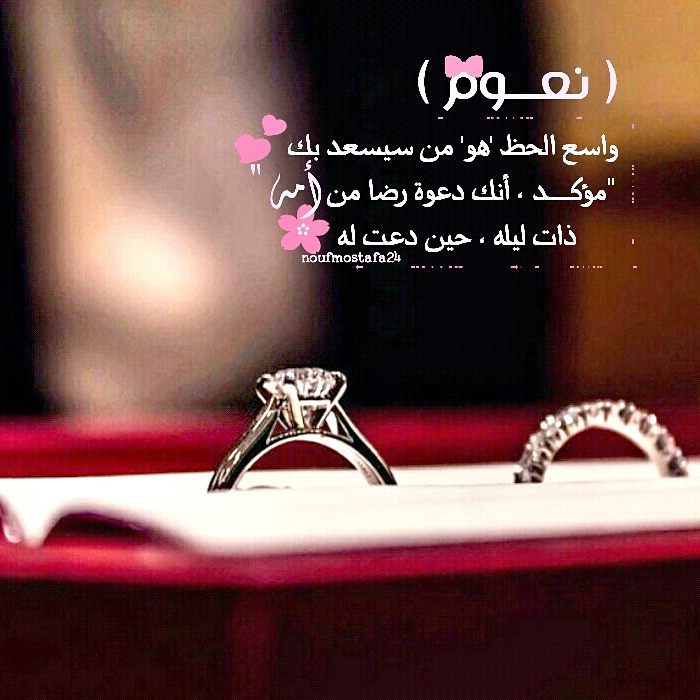 ( نعـــوم )
واسع الحظ 'هو' من سيسعد بك
"مؤكـــد ، أنك دعوة رضا من أمه "
ذات ليله ، حين دعت له
noufmostafa24